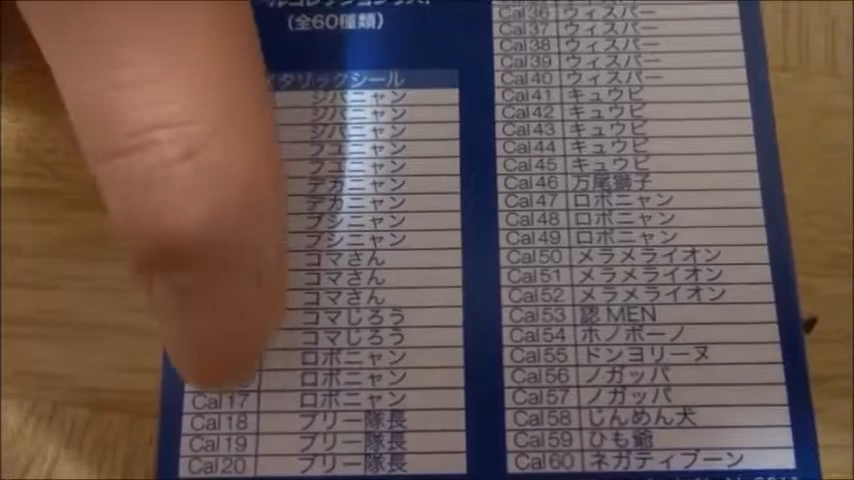 (全60種類)
メタリックシール
ジバニャン
ジバニャン
ジバニャン
フユニャン
フユニャン
デカニャン
デカニャン
ブシニャン
ブシニャン
コマさん
コマさん
コマさん
コマじろう
コマじろう
ロボニャン
ロボニャン
Cal17 ロボニャン
Cal18 ブリー隊長
Cal19 ブリー隊長
Cal20 ブリー隊長
Cal36 ウィスパー
Cal37 ウィスパー
Cal38 ウィスパー
Cal39 ウィスパー
Cal40 ウィスパー
Cal41 キュウビ
Cal42 キュウビ
Cal43 キュウビ
Cal44 キュウビ
Cal45 キュウビ
Cal46 万尾獅子
Cal47 ロボニャン
Cal48 ロボニャン
Cal49 ロボニャン
Cal50 メラメライオン
Cal51 メラメライオン
Cal52 メラメライオン
Cal53 認MEN
Cal54 ホノボーノ
Cal55 ドンヨリーヌ
Cal56 ノガッパ
Cal57 ノガッパ
Cal58 じんめん犬
Cal59 ひも爺
Cal60 ネガティブーン